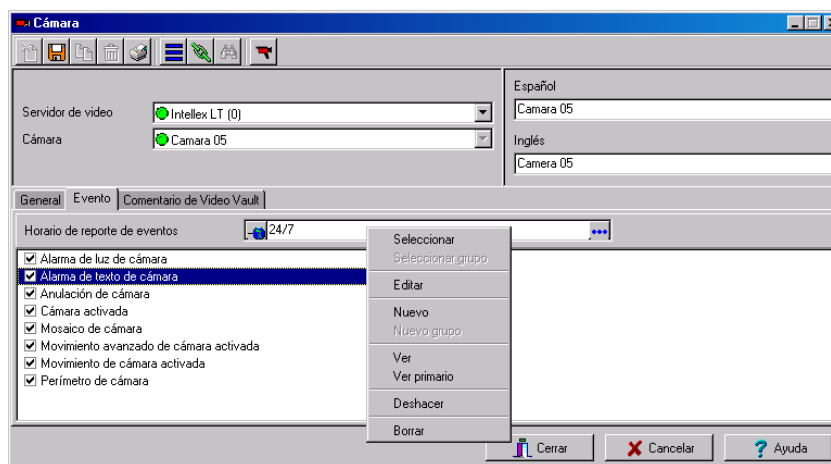 Cámara
Español
Servidor de video
Intellex LT (0)
Camara 05
Cámara
Camara 05
Inglés
Camera 05
General
Evento
Comentario de Video Vault
Horario de reporte de eventos
24/7
Alarma de luz de cámara
Alarma de texto de cámara
Anulación de cámara
Cámara activada
Mosaico de cámara
Movimiento avanzado de cámara activada
Movimiento de cámara activada
Perímetro de cámara
Seleccionar
Seleccionar grupo
Editar
Nuevo
Nuevo grupo
Ver
Ver primario
Deshacer
Borrar
Cerrar
Cancelar
Ayuda